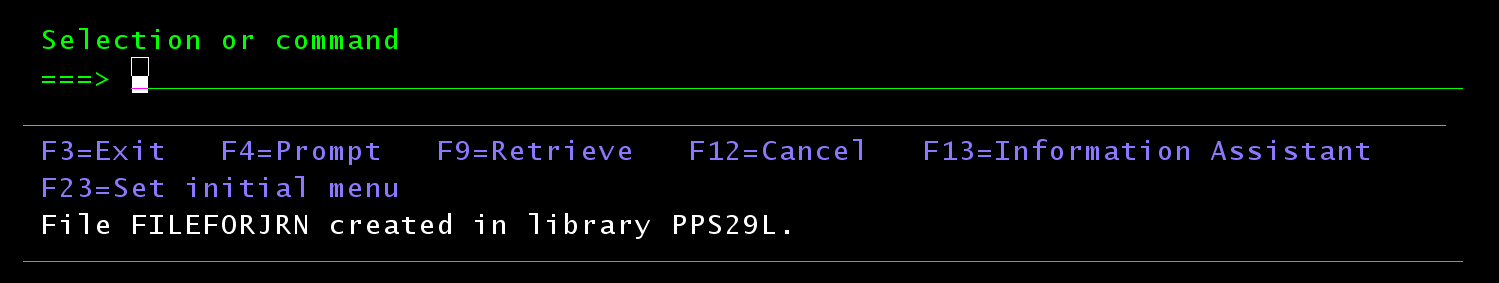 Selection or command
===>
F3=Exit   F4=Prompt   F9=Retrieve   F12=Cancel   F13=Information Assistant
F23=Set initial menu
File FILEFORJRN created in library PPS29L.